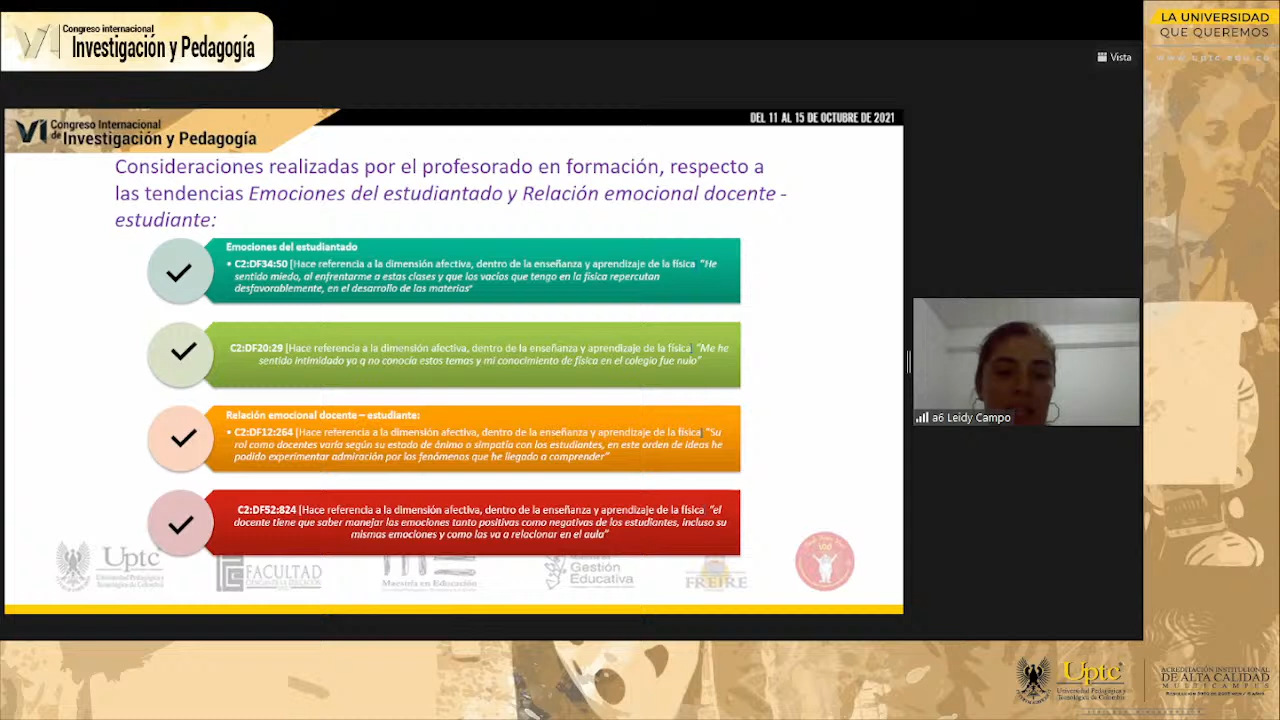 Congreso internacional
VI Investigación y Pedagogía
LA UNIVERSIDAD
QUE QUEREMOS
www.uptc.edu.co
Vista
VI Congreso Internacional
de Investigación y Pedagogía
DEL 11 AL 15 DE OCTUBRE DE 2021
Consideraciones realizadas por el profesorado en formación, respecto a
las tendencias Emociones del estudiantado y Relación emocional docente -
estudiante:
Emociones del estudiantado
• C2:DF34:50 [Hace referencia a la dimensión afectiva, dentro de la enseñanza y aprendizaje de la física "He
sentido miedo, al enfrentarme a estas clases y que los vacíos que tengo en la física repercutan
desfavorablemente, en el desarrollo de las materias"
C2:DF20:29 [Hace referencia a la dimensión afectiva, dentro de la enseñanza y aprendizaje de la física] "Me he
sentido intimidado ya q no conocía estos temas y mi conocimiento de física en el colegio fue nulo"
Relación emocional docente – estudiante:
• C2:DF12:264 [Hace referencia a la dimensión afectiva, dentro de la enseñanza y aprendizaje de la física] "Su
rol como docentes varía según su estado de ánimo o simpatía con los estudiantes, en este orden de ideas he
podido experimentar admiración por los fenómenos que he llegado a comprender"
C2:DF52:824 [Hace referencia a la dimensión afectiva, dentro de la enseñanza y aprendizaje de la física "el
docente tiene que saber manejar las emociones tanto positivas como negativas de los estudiantes, incluso su
mismas emociones y como las va a relacionar en el aula"
a6 Leidy Campo
Uptc
Universidad Pedagógica y
Tecnológica de Colombia
FACULTAD
Maestría en Educación
Gestión
Educativa
FREIRE
Uptc
Universidad Pedagógica y
Tecnológica de Colombia
ACREDITACIÓN INSTITUCIONAL
DE ALTA CALIDAD
MULTICAMPUS